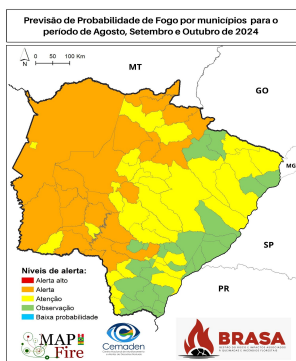 Previsão de Probabilidade de Fogo por municípios para o
período de Agosto, Setembro e Outubro de 2024
N
0 50 100 Km
MT
GO
MG
SP
PR
Níveis de alerta:
Alerta alto
Alerta
Atenção
Observação
Baixa probabilidade
MAP
Fire
Cemaden
BRASA